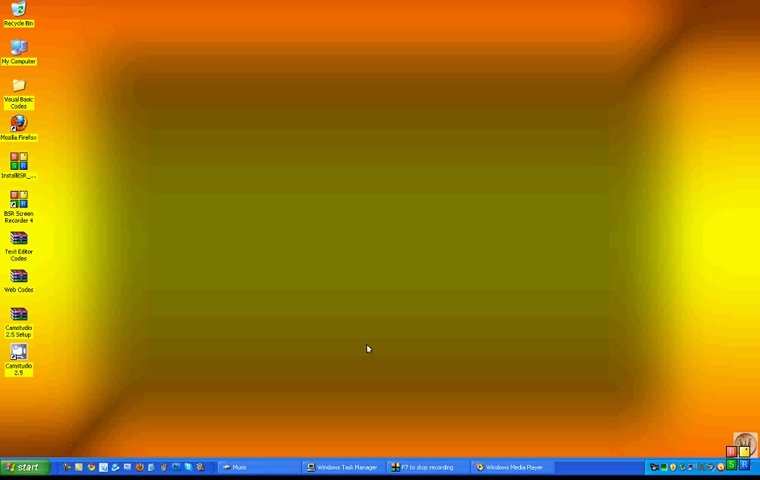 Recycle Bin
My Computer
Visual Basic
Codes
Mozilla Firefox
InstallBSR_...
BSR Screen
Recorder 4
Text Editor
Codes
Web Codes
Camstudio
2.5 Setup
Camstudio
2.5
start
Music
Windows Task Manager
F7 to stop recording
Windows Media Player